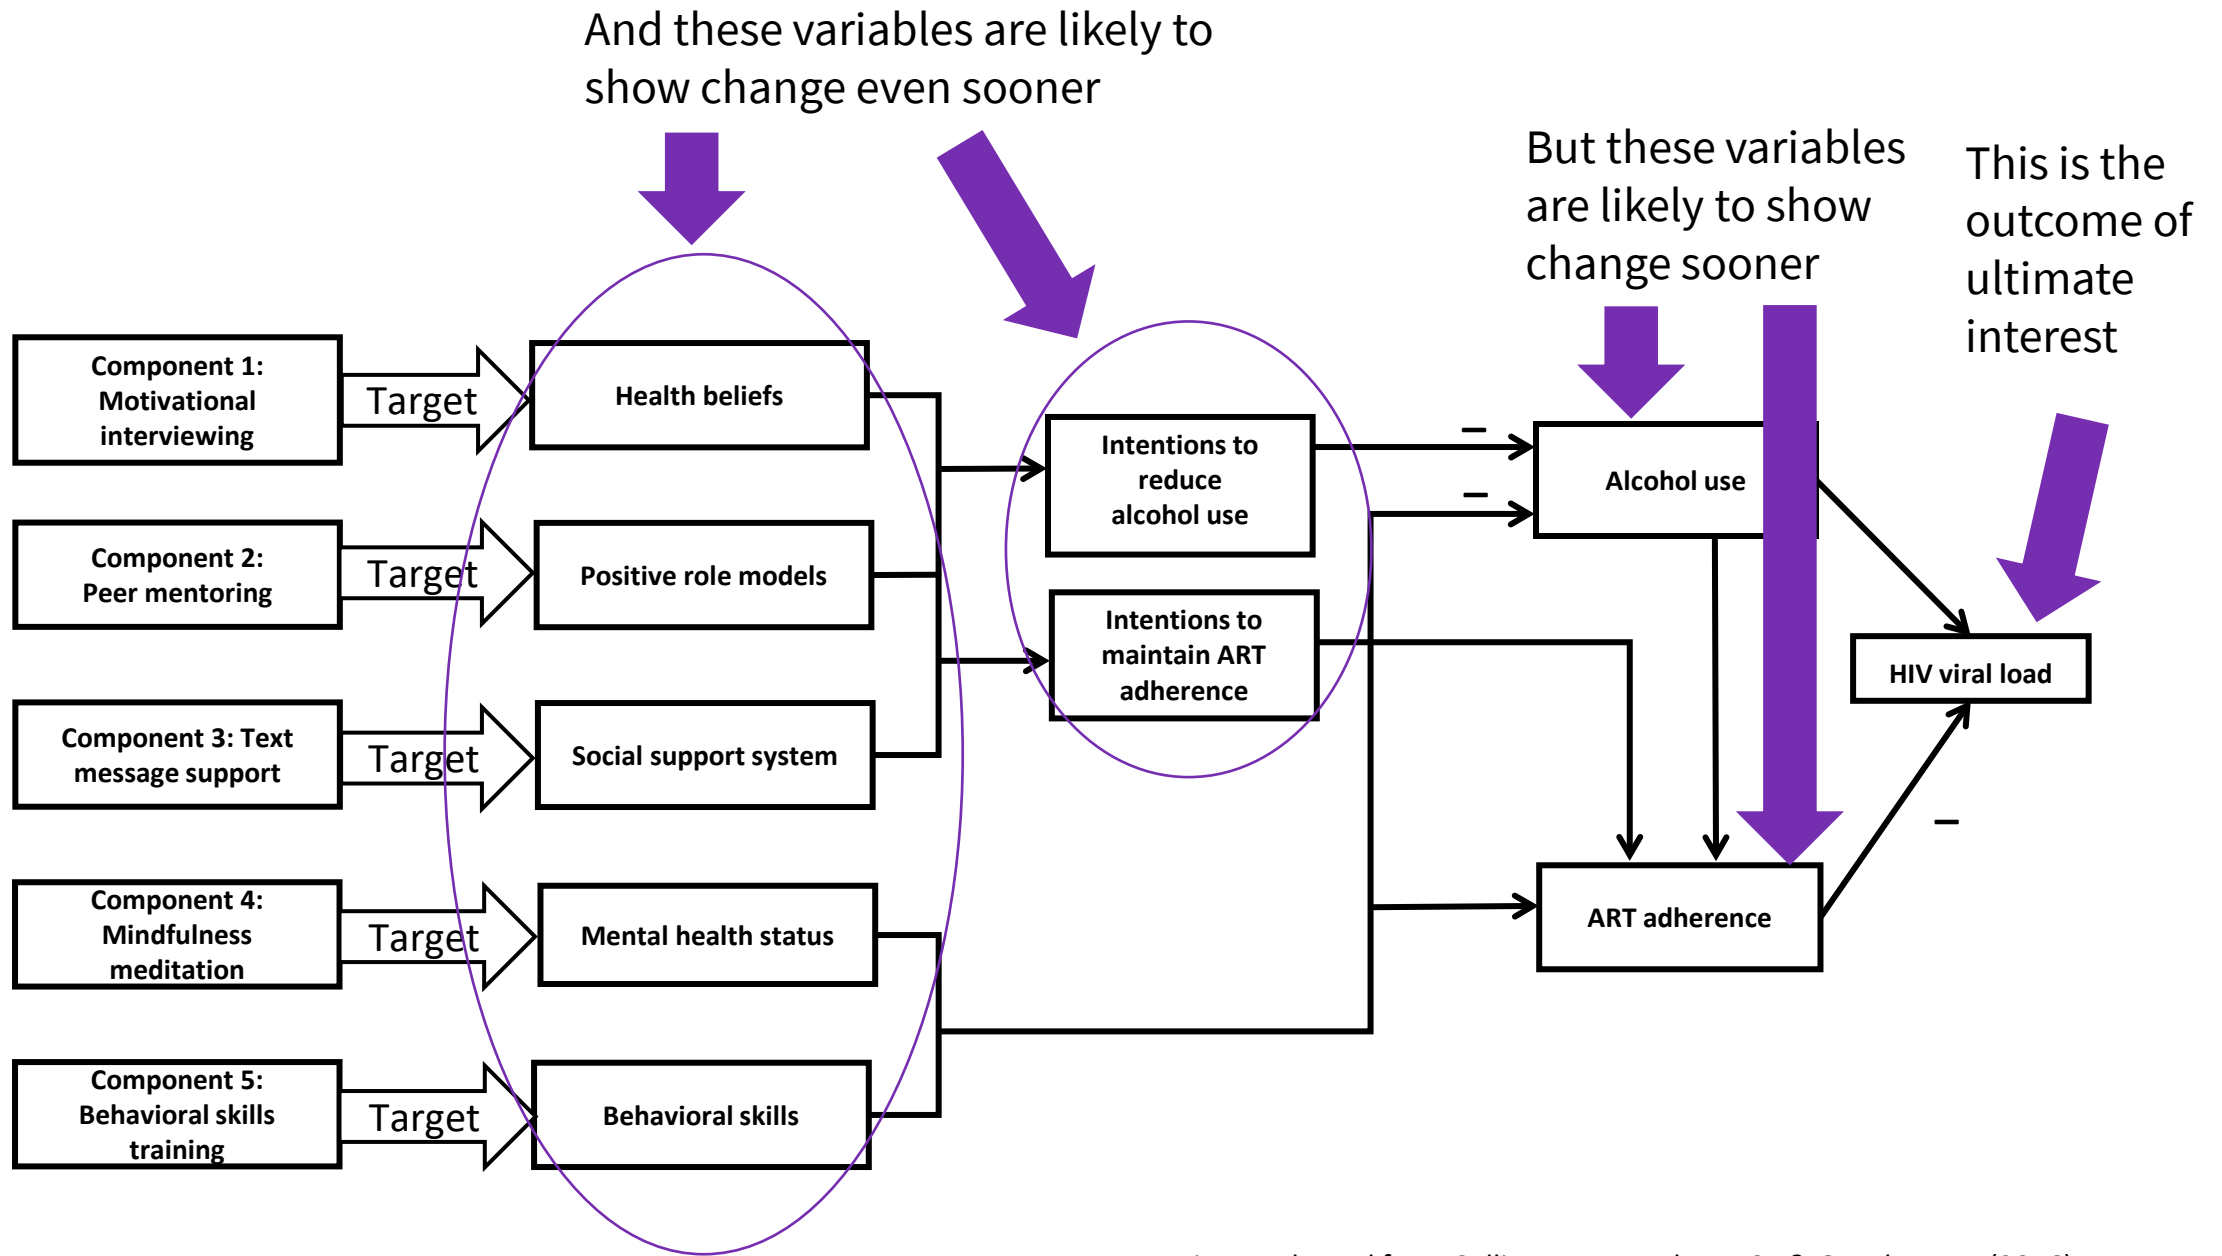 And these variables are likely to
show change even sooner
But these variables
are likely to show
change sooner
This is the
outcome of
ultimate
interest
Component 1:
Motivational
interviewing
Target
Health beliefs
Component 2:
Peer mentoring
Target
Positive role models
Component 3: Text
message support
Target
Social support system
Component 4:
Mindfulness
meditation
Target
Mental health status
Component 5:
Behavioral skills
training
Target
Behavioral skills
Intentions to
reduce
alcohol use
Intentions to
maintain ART
adherence
–
–
Alcohol use
ART adherence
HIV viral load
–